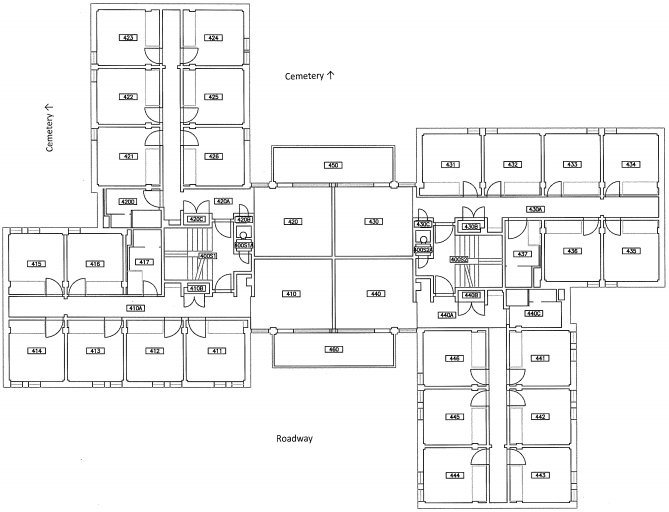 423
424
Cemetery ↑
422
425
Cemetery ↑
421
426
431
432
433
434
450
420D
420A
430A
420C
420B
420
430
430C
430B
400S1A
400S2A
415
416
417
400S1
400S2
437
436
435
410B
410
440
440B
410A
440A
440C
414
413
412
411
460
446
441
445
442
Roadway
444
443